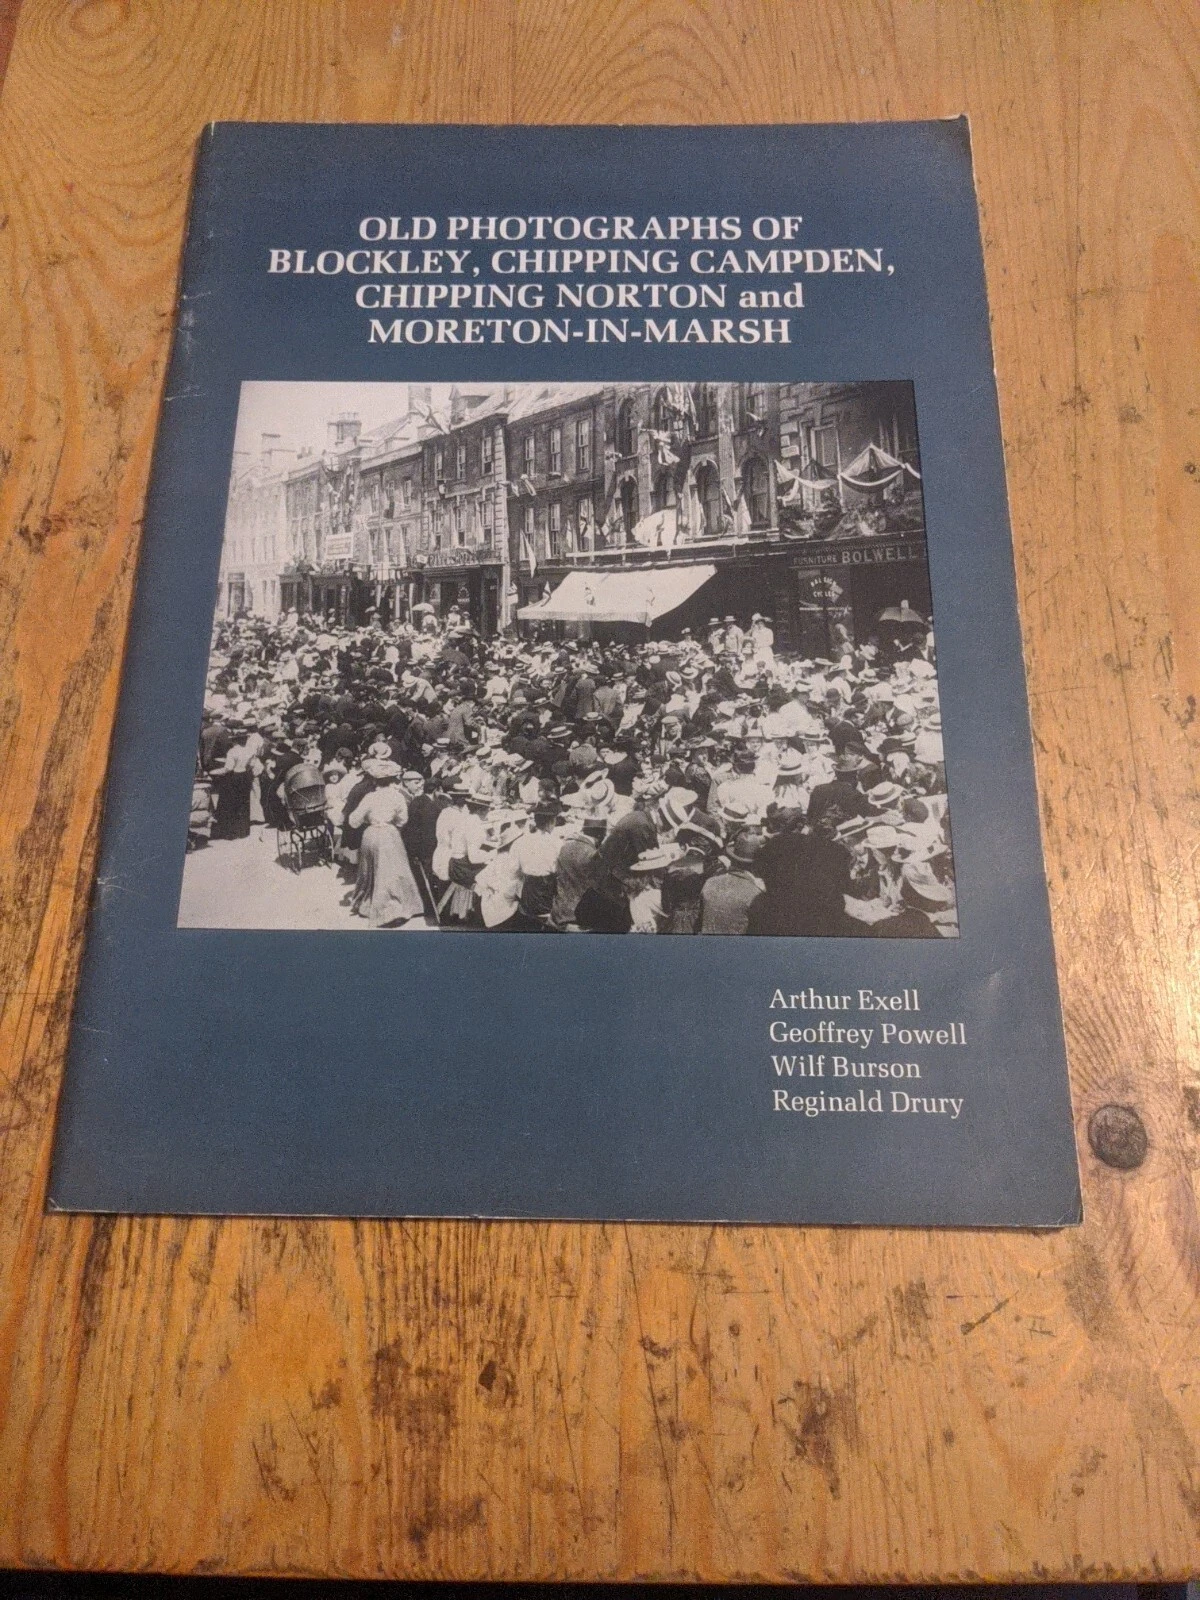 OLD PHOTOGRAPHS OF
BLOCKLEY, CHIPPING CAMPDEN,
CHIPPING NORTON and
MORETON-IN-MARSH
FURNITURE BOLWELL
CYCLES
Arthur Exell
Geoffrey Powell
Wilf Burson
Reginald Drury